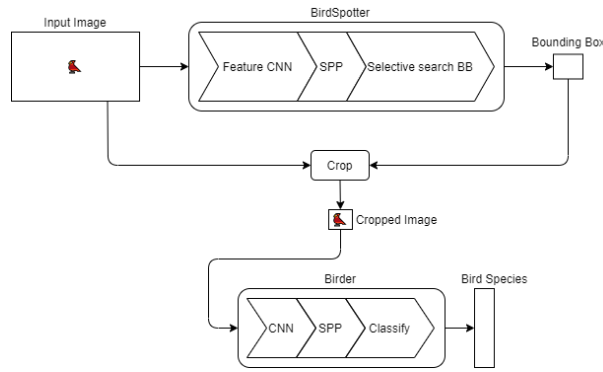 BirdSpotter
Input Image
Bounding Box
Feature CNN
SPP
Selective search BB
Crop
Cropped Image
Birder
Bird Species
CNN
SPP
Classify